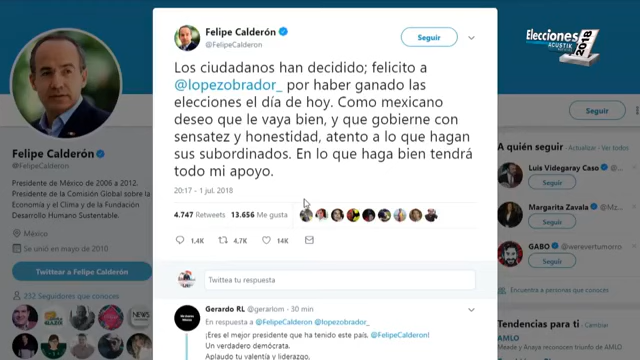 Felipe Calderón
@FelipeCalderon
Seguir
Los ciudadanos han decidido; felicito a
@lopezobrador_ por haber ganado las
elecciones el día de hoy. Como mexicano
deseo que le vaya bien, y que gobierne con
sensatez y honestidad, atento a lo que hagan
sus subordinados. En lo que haga bien tendrá
todo mi apoyo.
20:17 - 1 jul. 2018
4.747 Retweets 13.656 Me gusta
1,4K 4,7K 14K
Twittea tu respuesta
Gerardo RL @gerarlom · 30 min
En respuesta a @FelipeCalderon @lopezobrador_
¡Eres el mejor presidente que ha tenido este país, @FelipeCalderon!
Un verdadero demócrata.
Aplaudo tu valentía y liderazgo,
Felipe Calderón
@FelipeCalderon
Presidente de México de 2006 a 2012.
Presidente de la Comisión Global sobre la
Economía y el Clima y de la Fundación
Desarrollo Humano Sustentable.
México
Se unió en mayo de 2010
Twittear a Felipe Calderón
232 Seguidores que conoces
Elecciones
ACUSTIK
2018
Seguir
A quién seguir · Actualizar · Ver todos
Luis Videgaray Caso
Seguir
Margarita Zavala @Mz...
Seguir
GABO @werevertumorro
Seguir
Encuentra a personas que conoces
Tendencias para ti · Cambiar
Meade y Anaya reconocen triunfo de AMLO